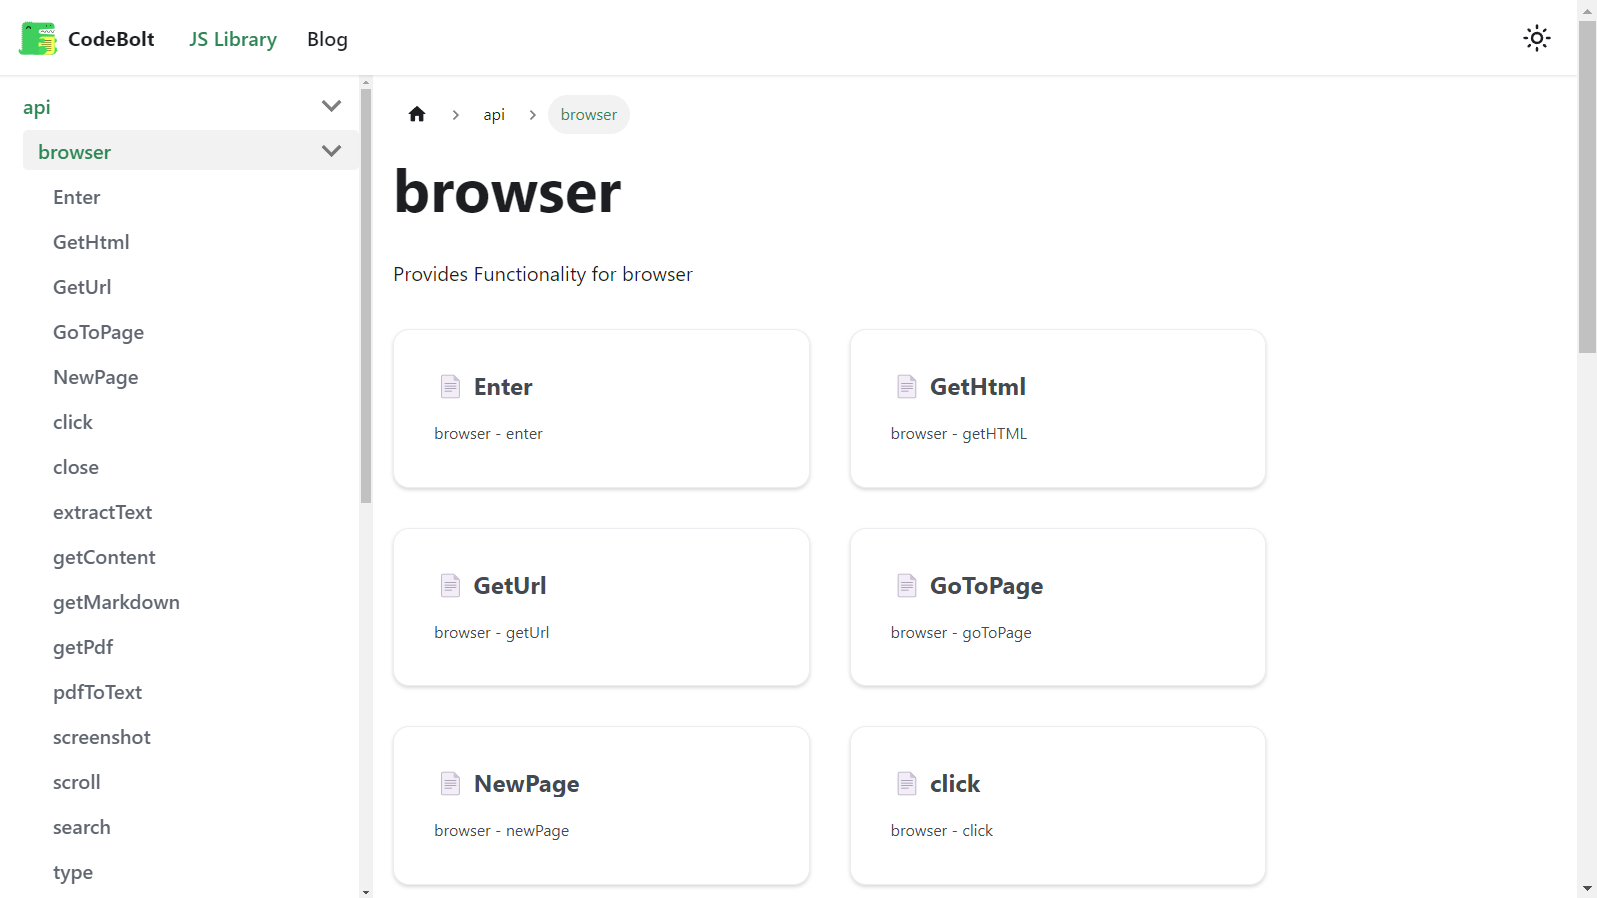 CodeBolt
JS Library
Blog
api
browser
Enter
GetHtml
GetUrl
GoToPage
NewPage
click
close
extractText
getContent
getMarkdown
getPdf
pdfToText
screenshot
scroll
search
type
api
browser
browser
Provides Functionality for browser
Enter
browser - enter
GetHtml
browser - getHTML
GetUrl
browser - getUrl
GoToPage
browser - goToPage
NewPage
browser - newPage
click
browser - click